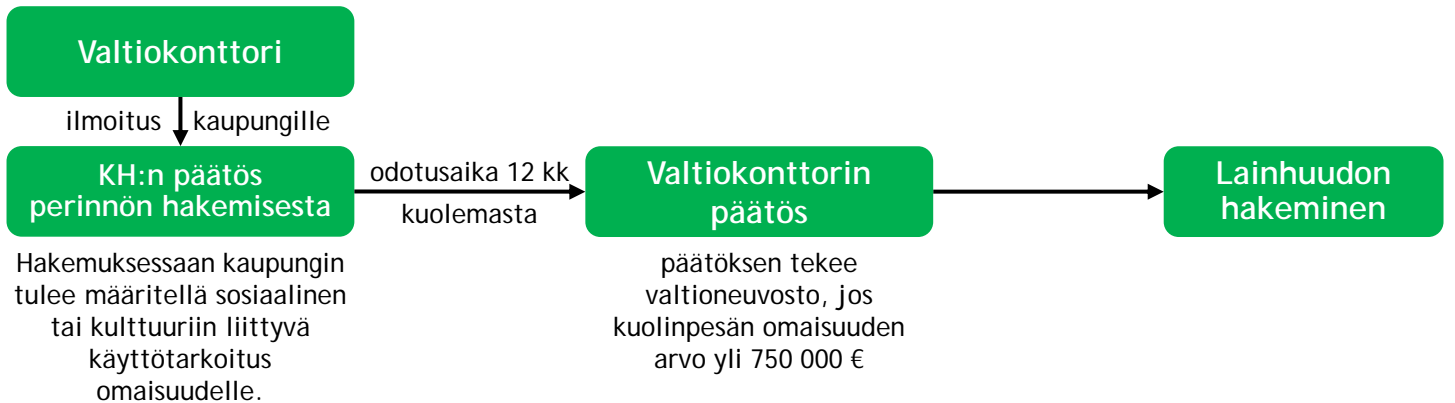 Valtiokonttori
ilmoitus kaupungille
KH:n päätös
perinnön hakemisesta
Hakemuksessaan kaupungin
tulee määritellä sosiaalinen
tai kulttuuriin liittyvä
käyttötarkoitus
omaisuudelle.
odotusaika 12 kk
kuolemasta
Valtiokonttorin
päätös
päätöksen tekee
valtioneuvosto, jos
kuolinpesän omaisuuden
arvo yli 750 000 €
Lainhuudon
hakeminen